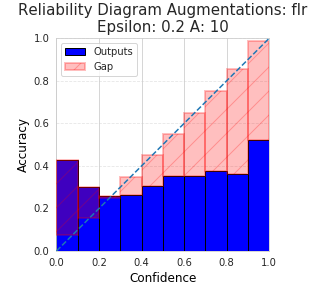 Reliability Diagram Augmentations: flr
Epsilon: 0.2 A: 10
Outputs
Gap
Accuracy
1.0
0.8
0.6
0.4
0.2
0.0
0.0 0.2 0.4 0.6 0.8 1.0
Confidence